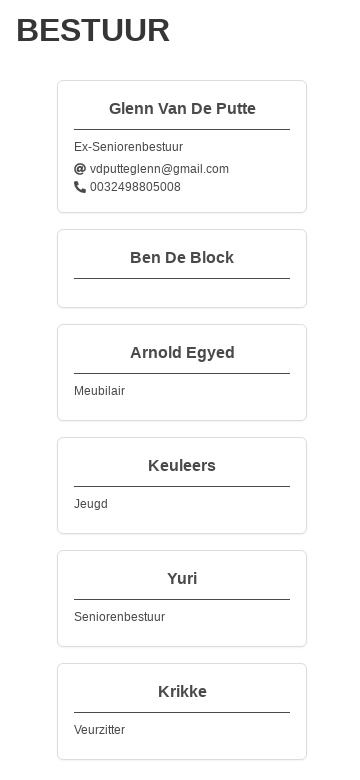 BESTUUR
Glenn Van De Putte
Ex-Seniorenbestuur
vdputteglenn@gmail.com
0032498805008
Ben De Block
Arnold Egyed
Meubilair
Keuleers
Jeugd
Yuri
Seniorenbestuur
Krikke
Veurzitter